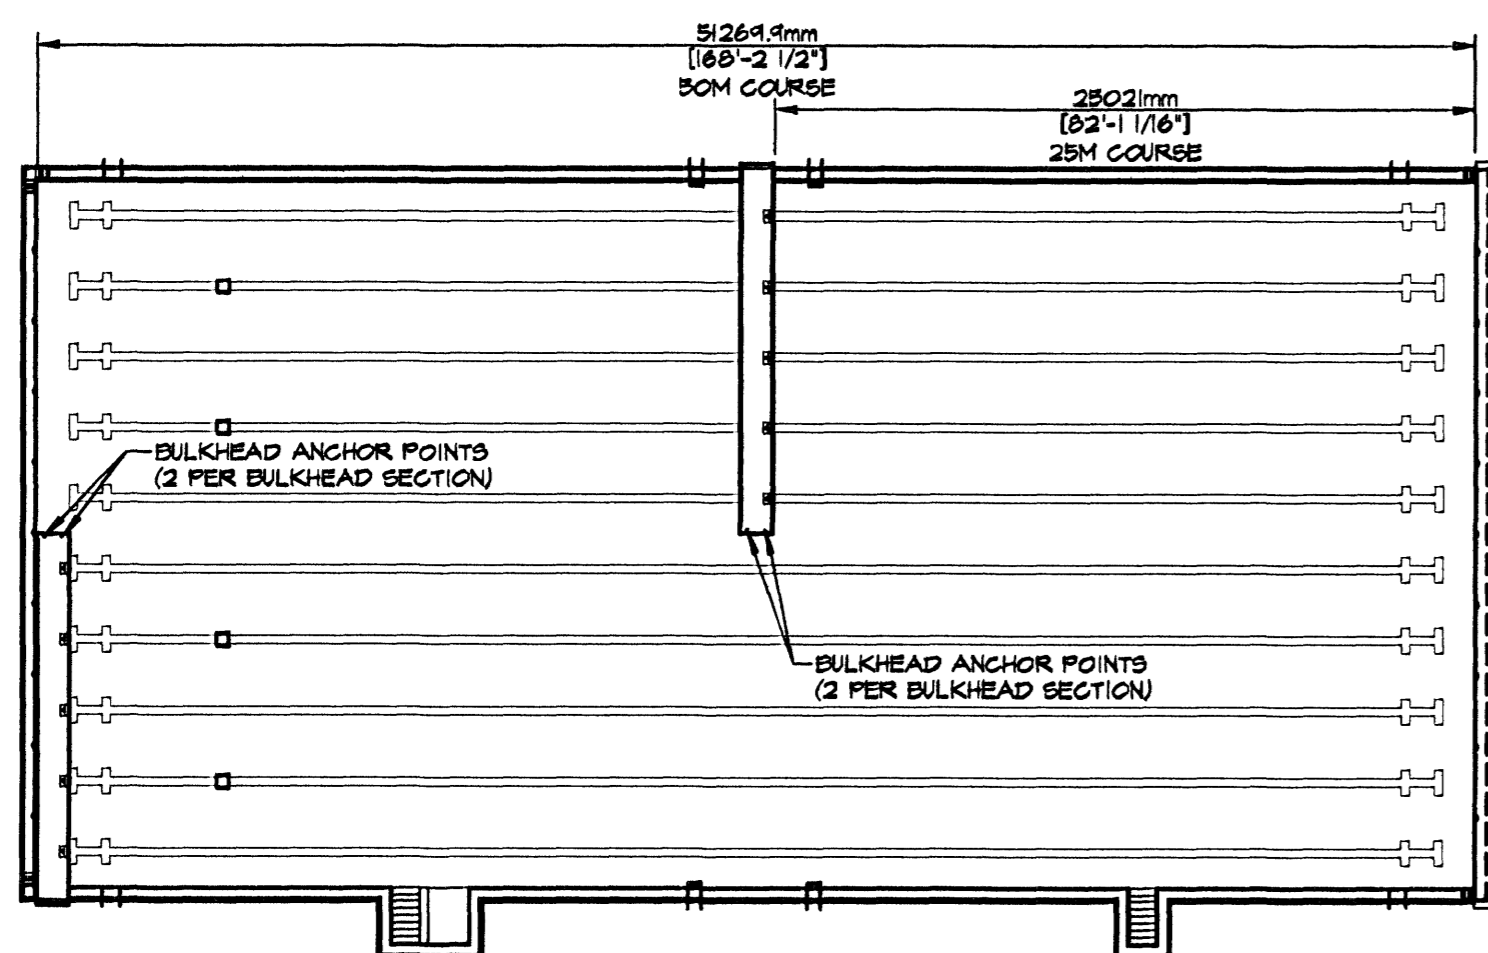 51269.9mm
[168'-2 1/2"]
50M COURSE
25021mm
[82'-1 1/16"]
25M COURSE
BULKHEAD ANCHOR POINTS
(2 PER BULKHEAD SECTION)
BULKHEAD ANCHOR POINTS
(2 PER BULKHEAD SECTION)